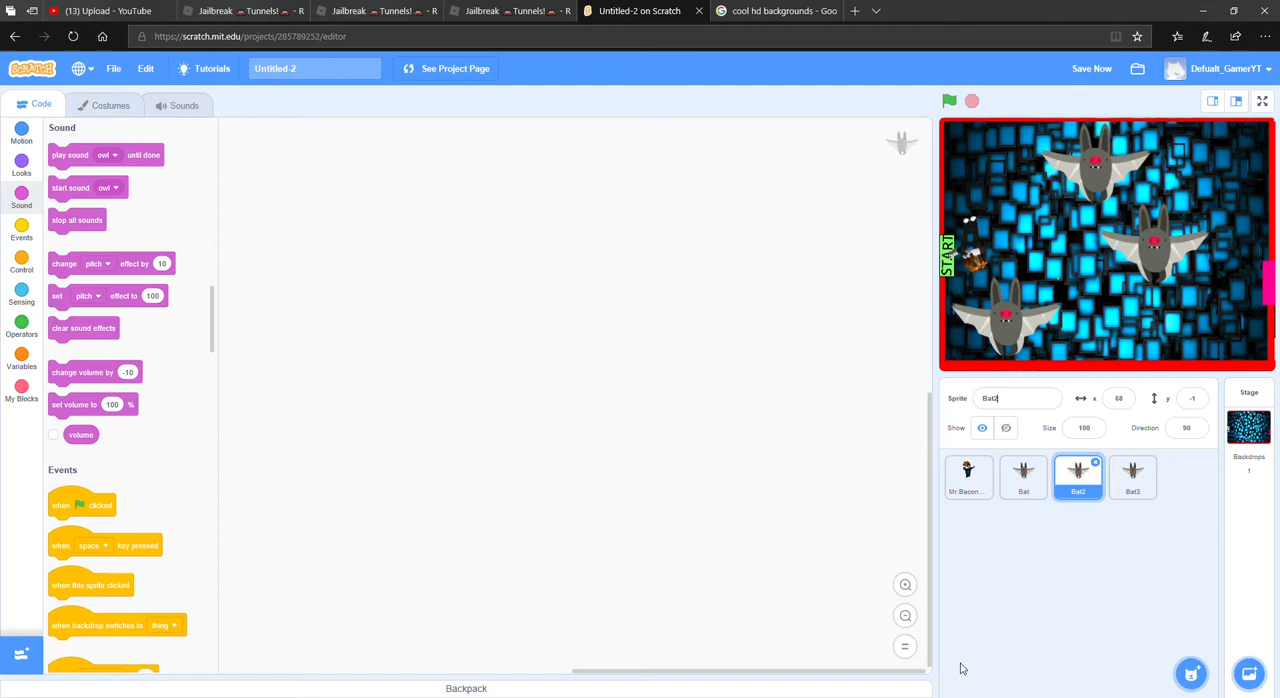 (13) Upload - YouTube
Jailbreak 🚗Tunnels!🚗 - R
Jailbreak 🚗Tunnels!🚗 - R
Jailbreak 🚗Tunnels!🚗 - R
Untitled-2 on Scratch
cool hd backgrounds - Goo
https://scratch.mit.edu/projects/285789252/editor
SCRATCH
File
Edit
Tutorials
Untitled-2
See Project Page
Save Now
Defualt_GamerYT
Code
Costumes
Sounds
Motion
Looks
Sound
Events
Control
Sensing
Operators
Variables
My Blocks
Sound
play sound owl until done
start sound owl
stop all sounds
change pitch effect by 10
set pitch effect to 100
clear sound effects
change volume by -10
set volume to 100 %
volume
Events
when clicked
when space key pressed
when this sprite clicked
when backdrop switches to thing
START
Sprite Bat2 x 68 y -1
Show Size 100 Direction 90
Mr.Bacon...
Bat
Bat2
Bat3
Stage
Backdrops
1
Backpack